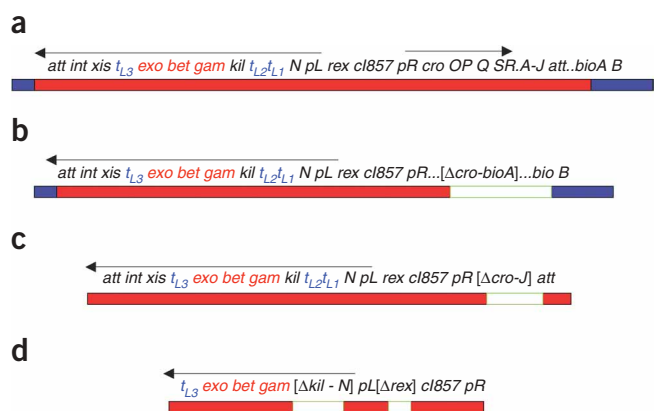 a
att int xis tL3 exo bet gam kil tL2tL1 N pL rex cI857 pR cro OP Q SR.A-J att..bioA B
b
att int xis tL3 exo bet gam kil tL2tL1 N pL rex cI857 pR...[Δcro-bioA]...bio B
c
att int xis tL3 exo bet gam kil tL2tL1 N pL rex cI857 pR [Δcro-J] att
d
tL3 exo bet gam [Δkil - N] pL[Δrex] cI857 pR